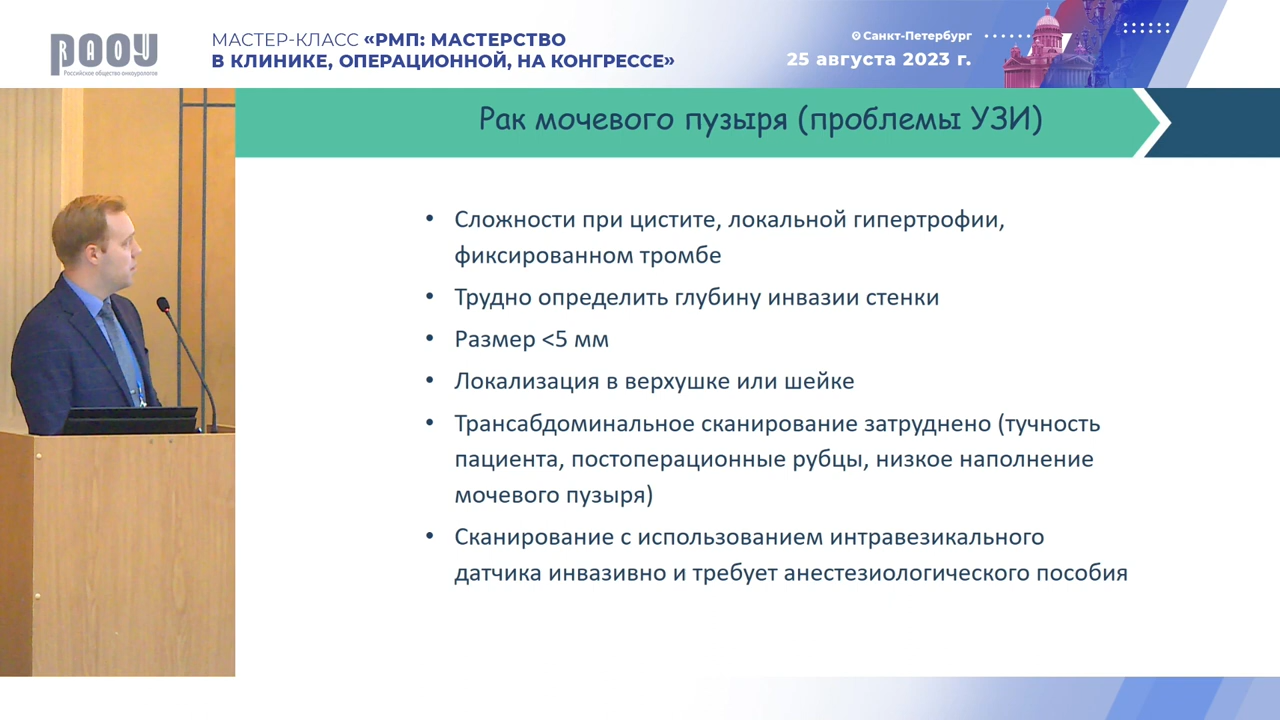 РАОУ
Российское общество онкоурологов
МАСТЕР-КЛАСС «РМП: МАСТЕРСТВО
В КЛИНИКЕ, ОПЕРАЦИОННОЙ, НА КОНГРЕССЕ»
Санкт-Петербург
25 августа 2023 г.
Рак мочевого пузыря (проблемы УЗИ)
• Сложности при цистите, локальной гипертрофии,
фиксированном тромбе
• Трудно определить глубину инвазии стенки
• Размер <5 мм
• Локализация в верхушке или шейке
• Трансабдоминальное сканирование затруднено (тучность
пациента, постоперационные рубцы, низкое наполнение
мочевого пузыря)
• Сканирование с использованием интравезикального
датчика инвазивно и требует анестезиологического пособия